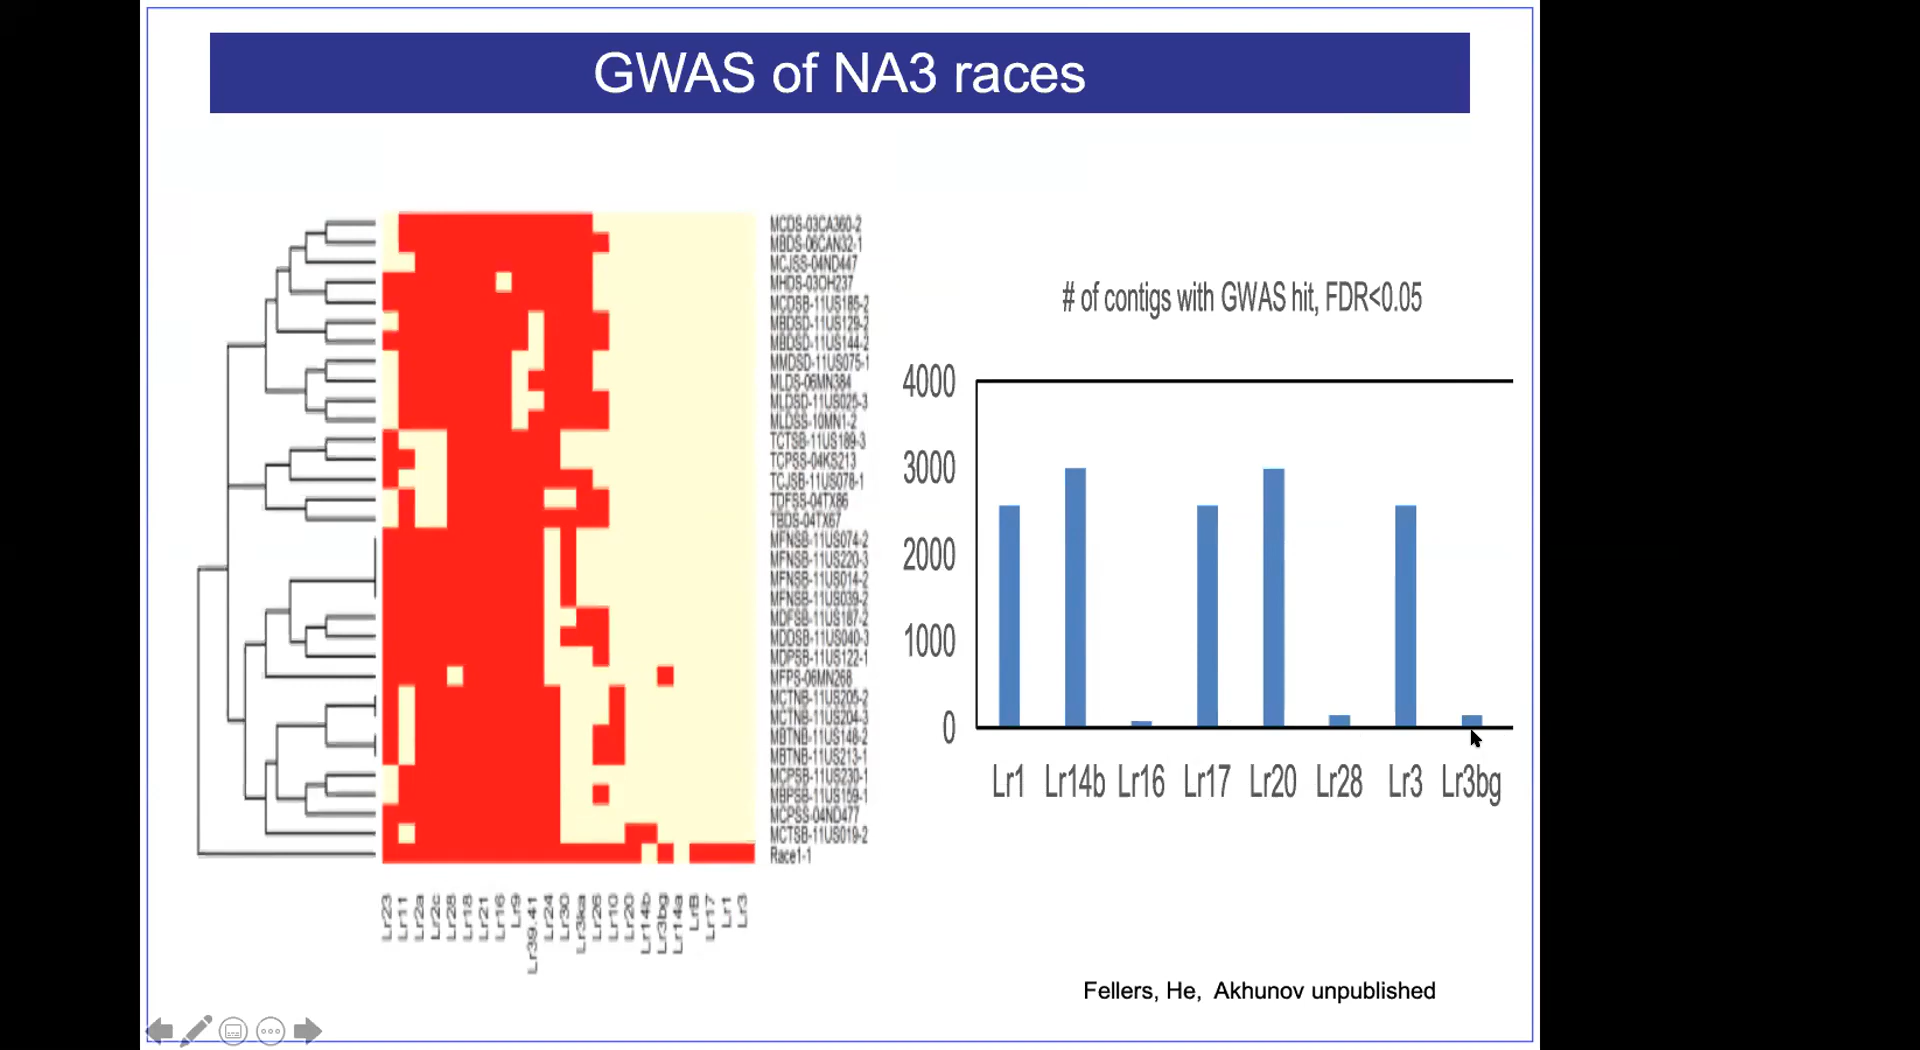 GWAS of NA3 races
MCDS-03CA360-2
MBDS-06CAN32-1
MCJSS-04ND447
MHDS-03OH237
MCDSB-11US185-2
MBDSD-11US129-2
MBDSD-11US144-2
MMDSD-11US075-1
MLDS-06MN384
MLDSD-11US025-3
MLDSS-10MN1-2
TCTSB-11US189-3
TCPSS-04KS213
TCJSB-11US078-1
TDFSS-04TX86
TBDS-04TX67
MFNSB-11US074-2
MFNSB-11US220-3
MFNSB-11US014-2
MFNSB-11US039-2
MDFSB-11US187-2
MDDSB-11US040-3
MDPSB-11US122-1
MFPS-06MN268
MCTNB-11US205-2
MCTNB-11US204-3
MBTNB-11US148-2
MBTNB-11US213-1
MCPSB-11US230-1
MBPSB-11US159-1
MCPSS-04ND477
MCTSB-11US019-2
Race1-1
Lr23
Lr11
Lr2a
Lr2c
Lr28
Lr18
Lr21
Lr16
Lr9
Lr39.41
Lr24
Lr30
Lr3ka
Lr26
Lr10
Lr20
Lr14b
Lr3bg
Lr14a
LrB
Lr17
Lr1
Lr3
# of contigs with GWAS hit, FDR<0.05
4000
3000
2000
1000
0
Lr1 Lr14b Lr16 Lr17 Lr20 Lr28 Lr3 Lr3bg
Fellers, He, Akhunov unpublished